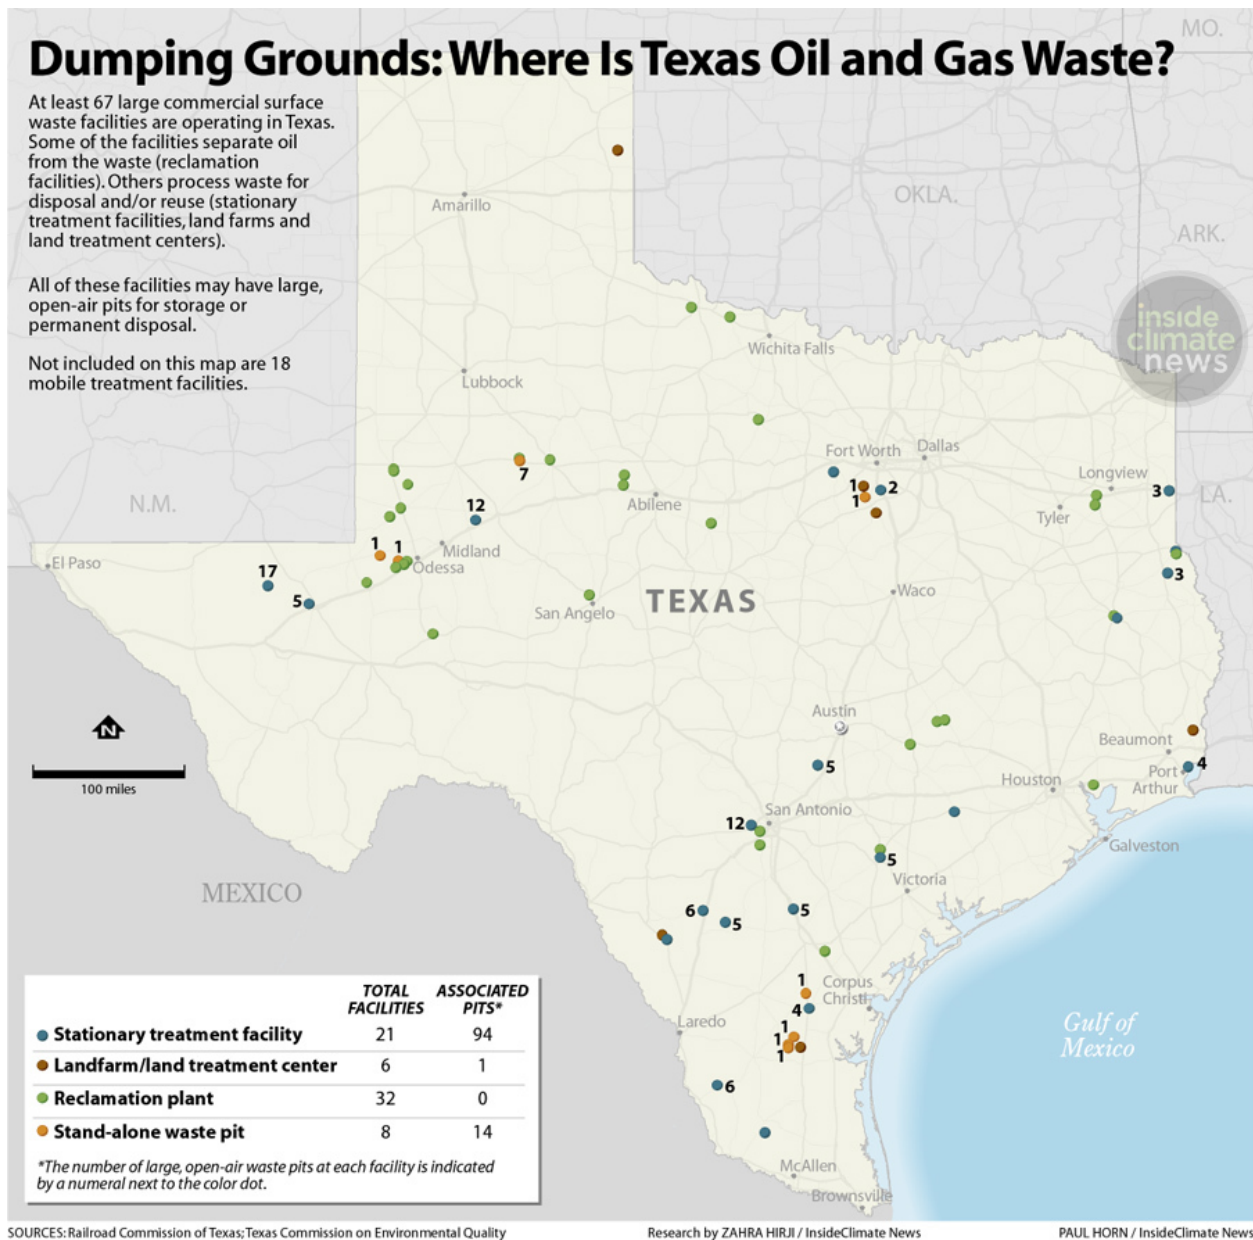 Dumping Grounds: Where Is Texas Oil and Gas Waste?
At least 67 large commercial surface
waste facilities are operating in Texas.
Some of the facilities separate oil
from the waste (reclamation
facilities). Others process waste for
disposal and/or reuse (stationary
treatment facilities, land farms and
land treatment centers).
All of these facilities may have large,
open-air pits for storage or
permanent disposal.
Not included on this map are 18
mobile treatment facilities.
MO.
OKLA.
ARK.
inside
climate
news
Amarillo
Wichita Falls
Lubbock
Fort Worth
Dallas
Longview
7
1
2
1
3
LA.
N.M.
12
Abilene
Tyler
1
1
Midland
Odessa
El Paso
17
5
3
San Angelo
TEXAS
Waco
N
100 miles
Austin
5
Beaumont
4
Port
Arthur
Houston
12
San Antonio
Galveston
5
Victoria
MEXICO
6
5
5
1
Corpus
Christi
4
Laredo
1
1
1
Gulf of
Mexico
6
McAllen
Brownsville
TOTAL
FACILITIES
ASSOCIATED
PITS*
Stationary treatment facility 21 94
Landfarm/land treatment center 6 1
Reclamation plant 32 0
Stand-alone waste pit 8 14
*The number of large, open-air waste pits at each facility is indicated
by a numeral next to the color dot.
SOURCES: Railroad Commission of Texas; Texas Commission on Environmental Quality
Research by ZAHRA HIRJI / InsideClimate News
PAUL HORN / InsideClimate News